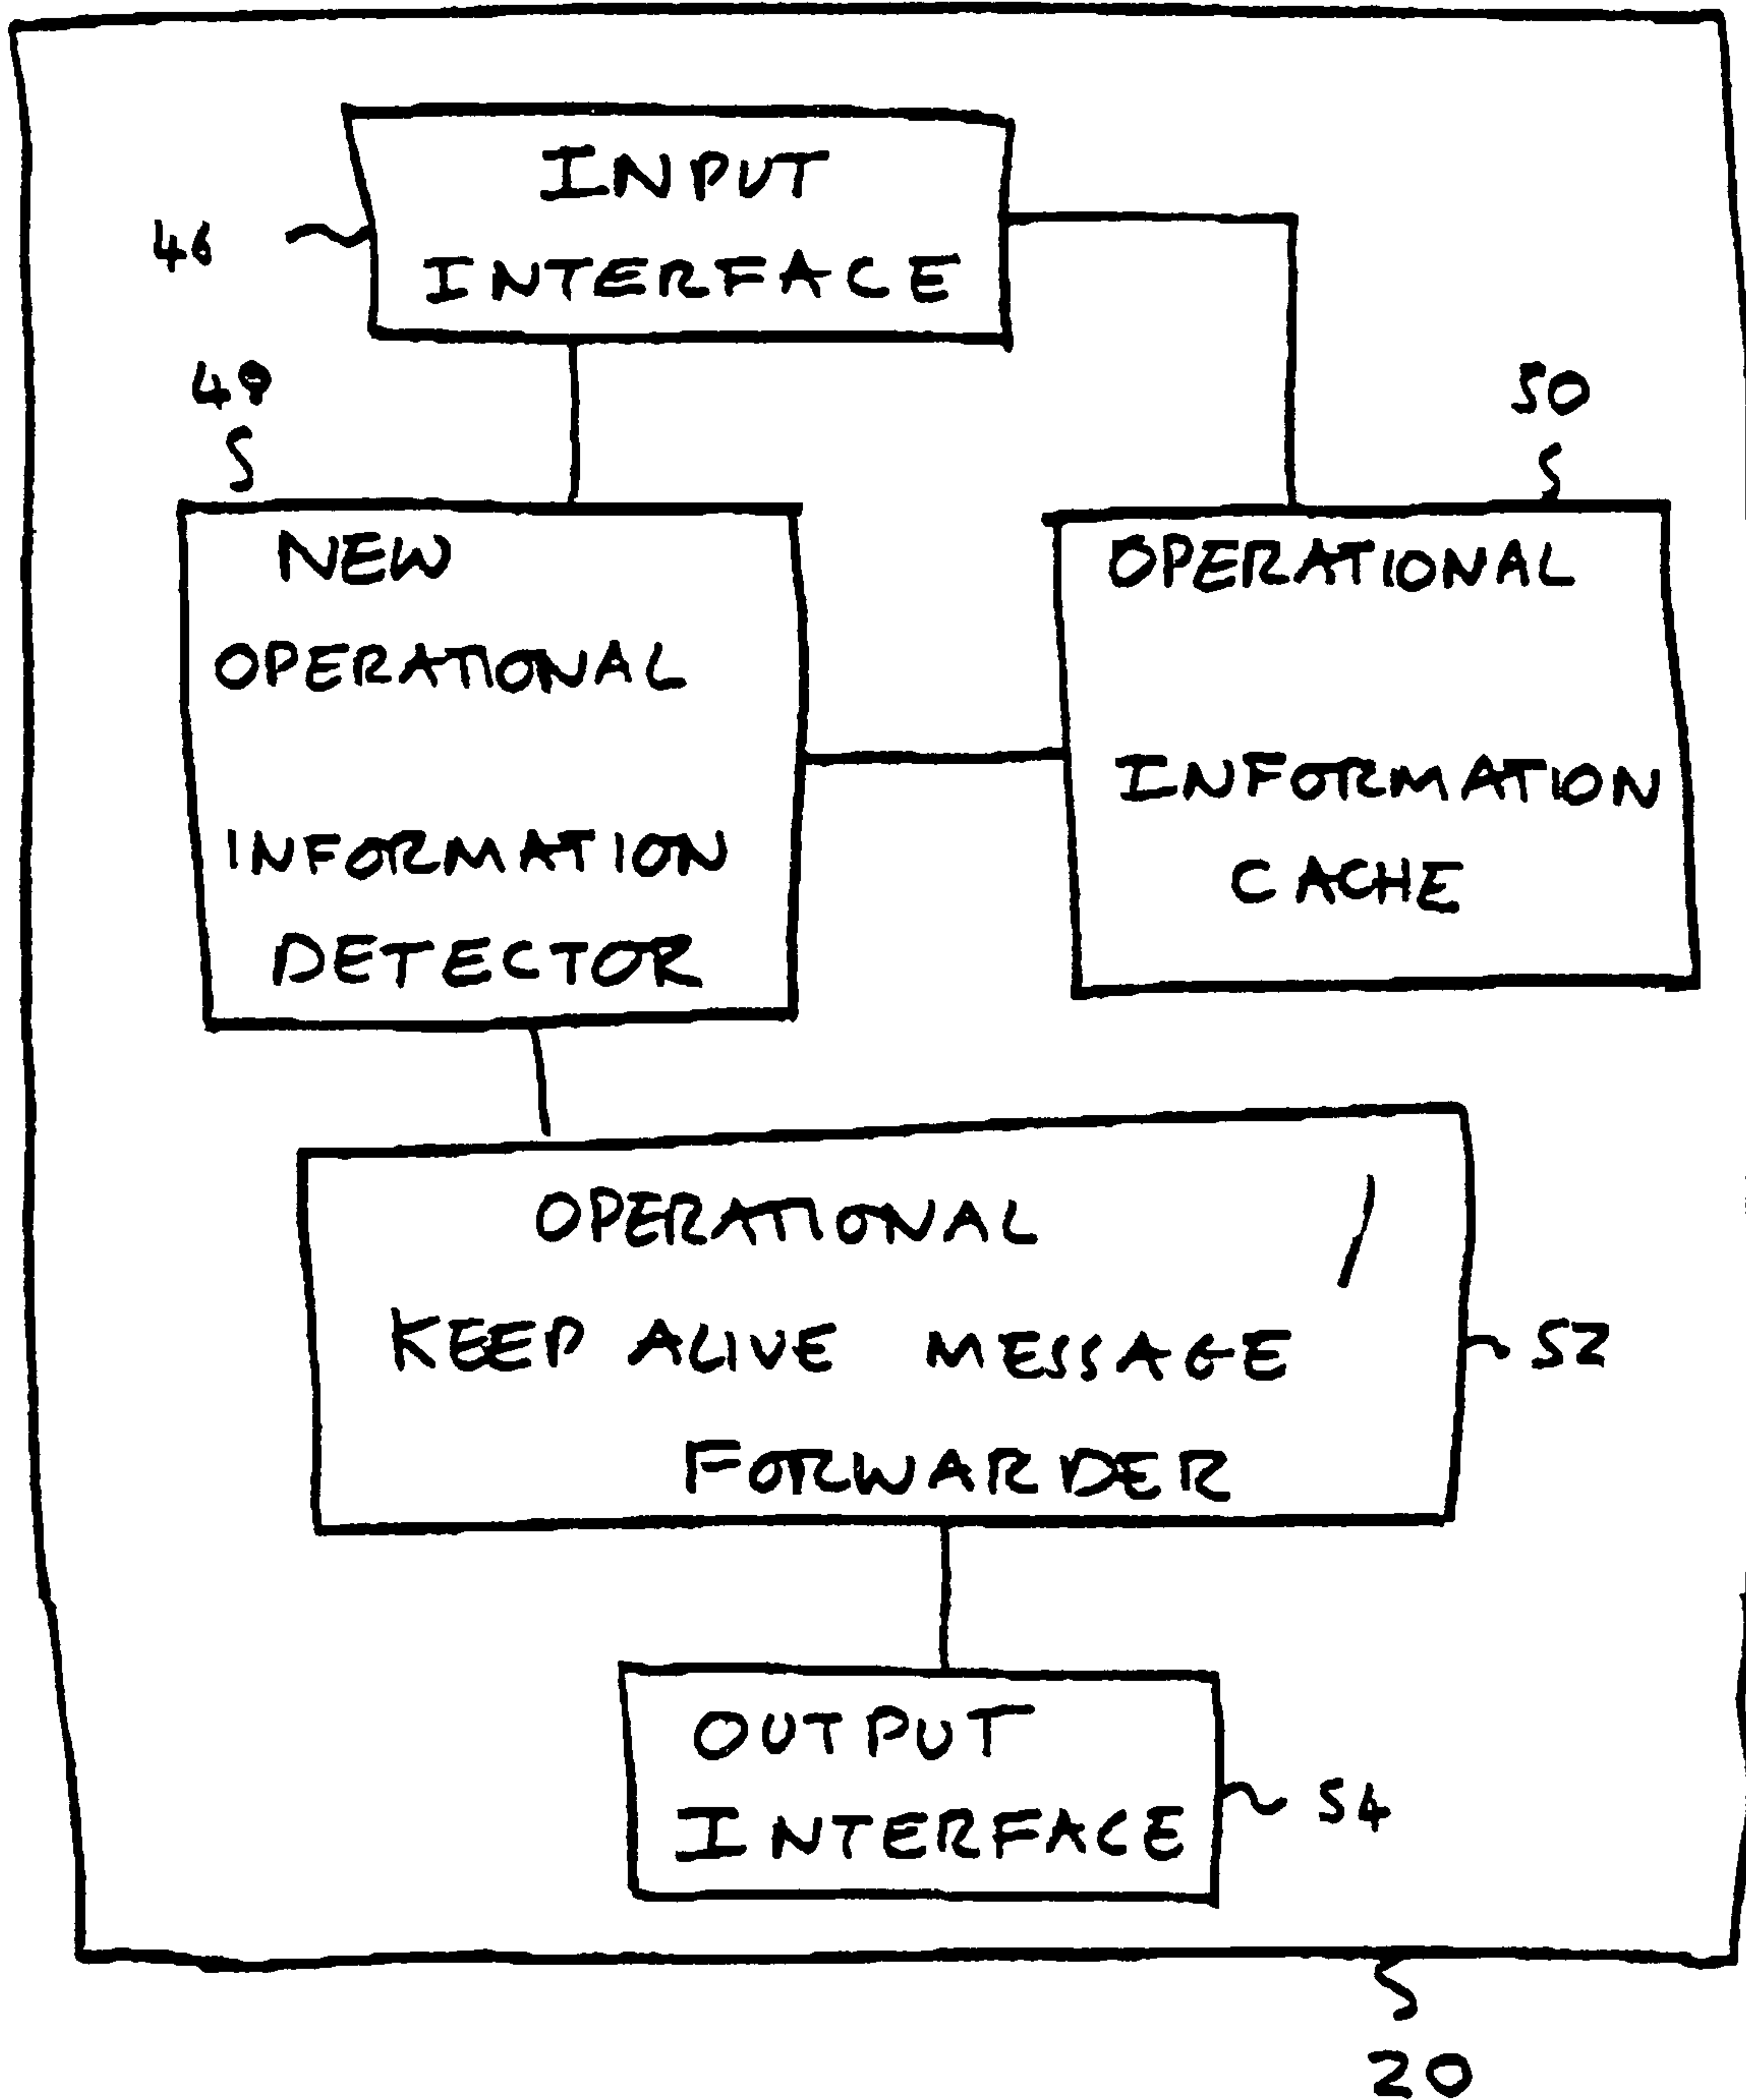 INPUT
INTERFACE
46
48
50
NEW
OPERATIONAL
INFORMATION
DETECTOR
OPERATIONAL
INFORMATION
CACHE
OPERATIONAL /
KEEP ALIVE MESSAGE
FORWARDER
52
OUTPUT
INTERFACE
54
20